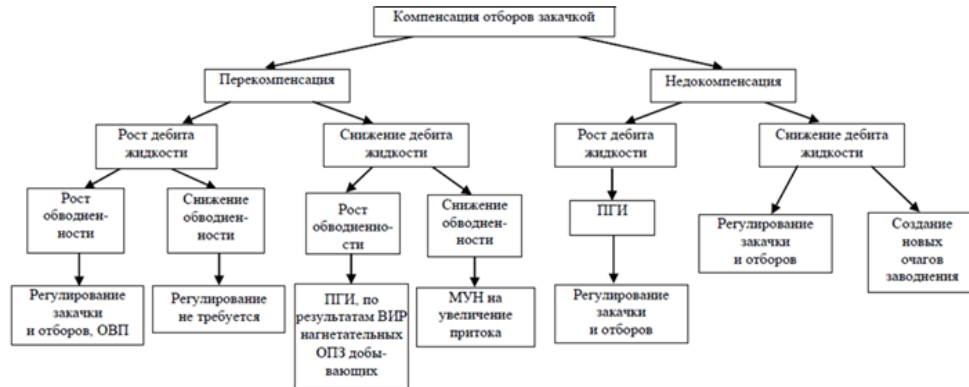 Компенсация отборов закачкой
Перекомпенсация
Недокомпенсация
Рост дебита
жидкости
Снижение дебита
жидкости
Рост дебита
жидкости
Снижение дебита
жидкости
Рост
обводнен-
ности
Снижение
обводнен-
ности
Рост
обводненно-
сти
Снижение
обводнен-
ности
ПГИ
Регулирование
закачки
и отборов
Создание
новых
очагов
заводнения
Регулирование
закачки
и отборов, ОВП
Регулирование
не требуется
ПГИ, по
результатам ВИР
нагнетательных
ОПЗ добы-
вающих
МУН на
увеличение
притока
Регулирование
закачки
и отборов